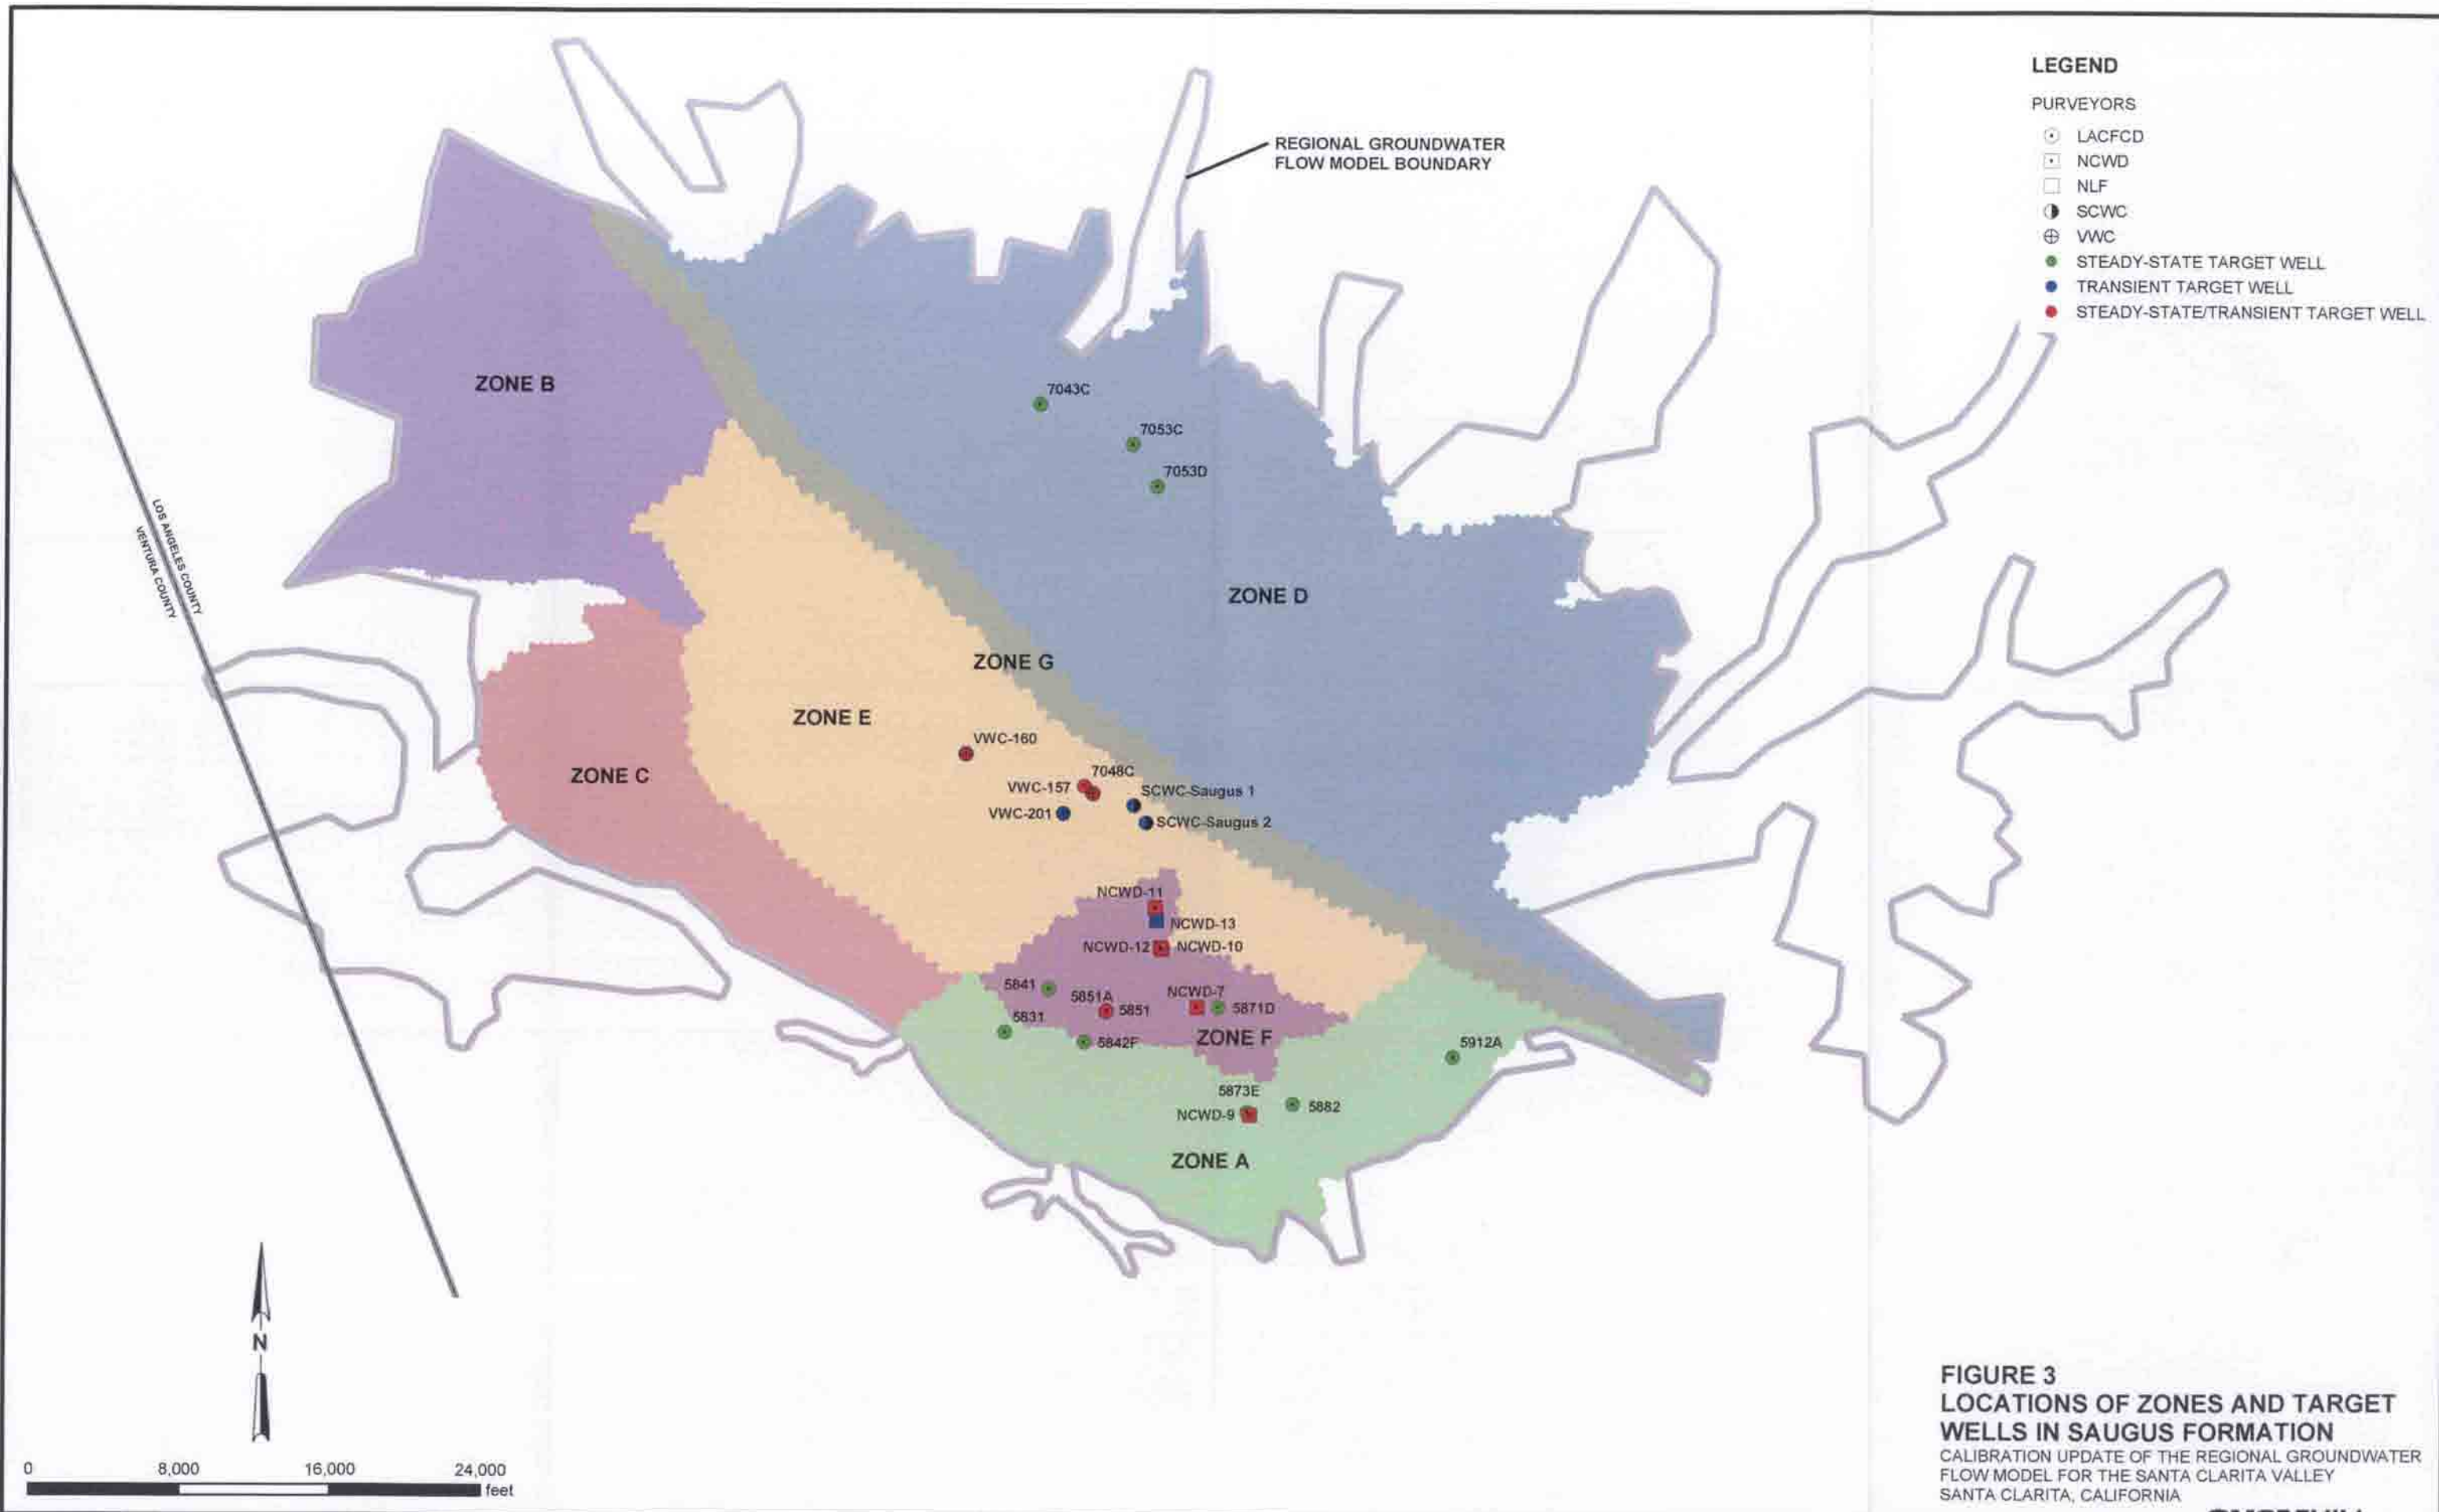 LEGEND
PURVEYORS
LACFCD
NCWD
NLF
SCWC
VWC
STEADY-STATE TARGET WELL
TRANSIENT TARGET WELL
STEADY-STATE/TRANSIENT TARGET WELL
REGIONAL GROUNDWATER
FLOW MODEL BOUNDARY
ZONE B
7043C
7053C
7053D
LOS ANGELES COUNTY
VENTURA COUNTY
ZONE D
ZONE G
ZONE E
VWC-160
ZONE C
7048C
VWC-157
SCWC-Saugus 1
VWC-201
SCWC-Saugus 2
NCWD-11
NCWD-13
NCWD-12
NCWD-10
5841
5851A
5851
NCWD-7
5871D
5831
5842F
ZONE F
5912A
5873E
5882
NCWD-9
ZONE A
N
0 8,000 16,000 24,000
feet
FIGURE 3
LOCATIONS OF ZONES AND TARGET
WELLS IN SAUGUS FORMATION
CALIBRATION UPDATE OF THE REGIONAL GROUNDWATER
FLOW MODEL FOR THE SANTA CLARITA VALLEY
SANTA CLARITA, CALIFORNIA